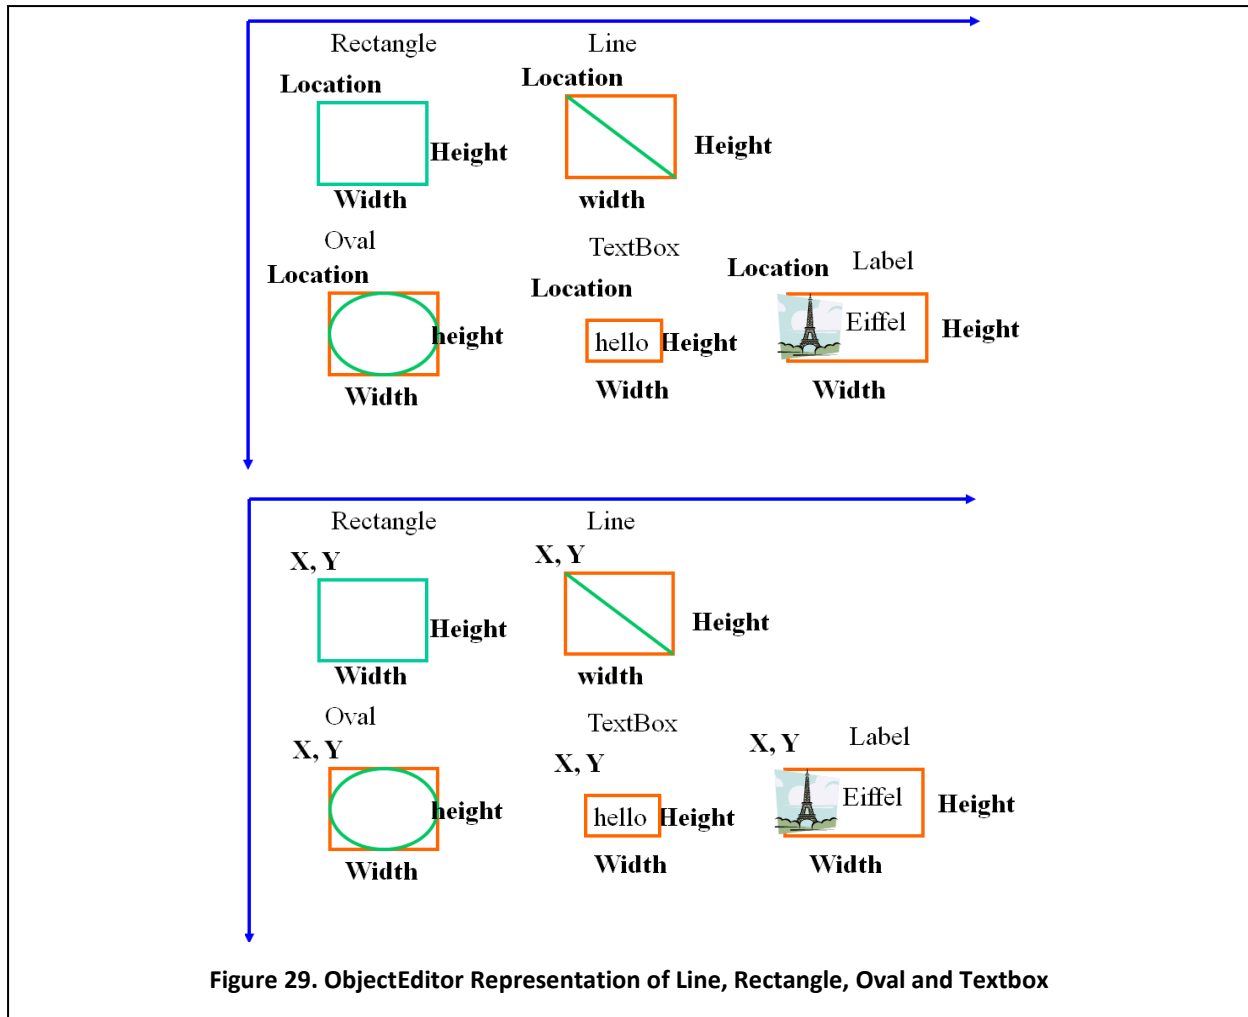 Rectangle
Line
Location
Location
Height
Height
Width
width
Oval
TextBox
Label
Location
Location
Location
height
hello
Height
Eiffel
Height
Width
Width
Width
Rectangle
Line
X, Y
X, Y
Height
Height
Width
width
Oval
TextBox
Label
X, Y
X, Y
X, Y
height
hello
Height
Eiffel
Height
Width
Width
Width
Figure 29. ObjectEditor Representation of Line, Rectangle, Oval and Textbox